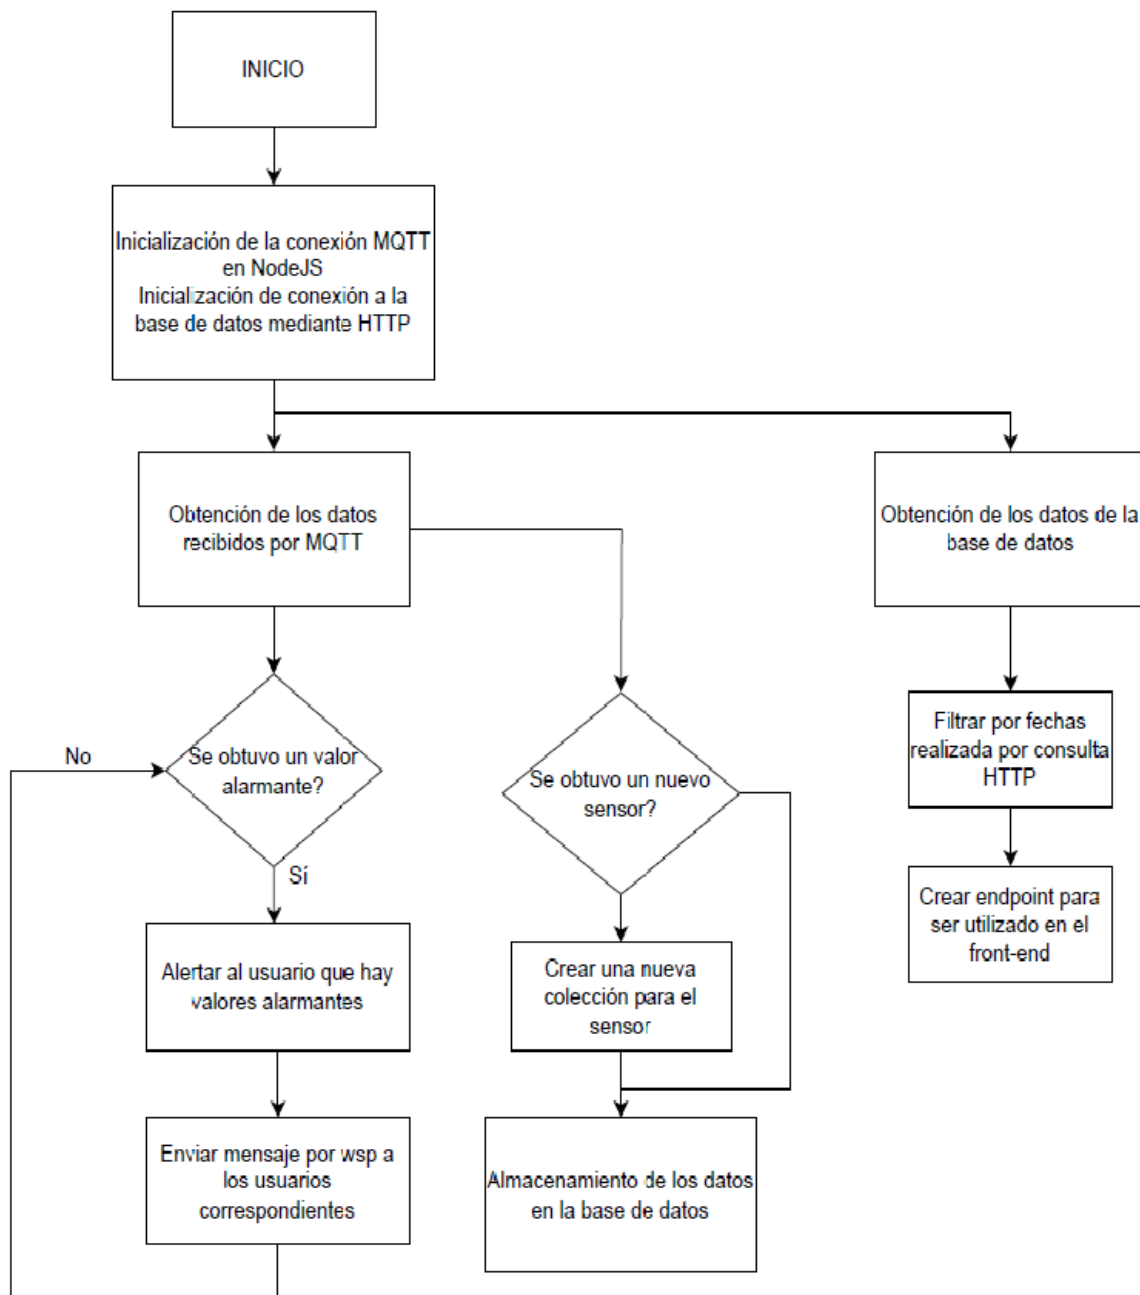 INICIO
Inicialización de la conexión MQTT
en NodeJS
Inicialización de conexión a la
base de datos mediante HTTP
Obtención de los datos
recibidos por MQTT
Obtención de los datos de la
base de datos
No
Se obtuvo un valor
alarmante?
Sí
Se obtuvo un nuevo
sensor?
Filtrar por fechas
realizada por consulta
HTTP
Alertar al usuario que hay
valores alarmantes
Crear una nueva
colección para el
sensor
Crear endpoint para
ser utilizado en el
front-end
Enviar mensaje por wsp a
los usuarios
correspondientes
Almacenamiento de los datos
en la base de datos